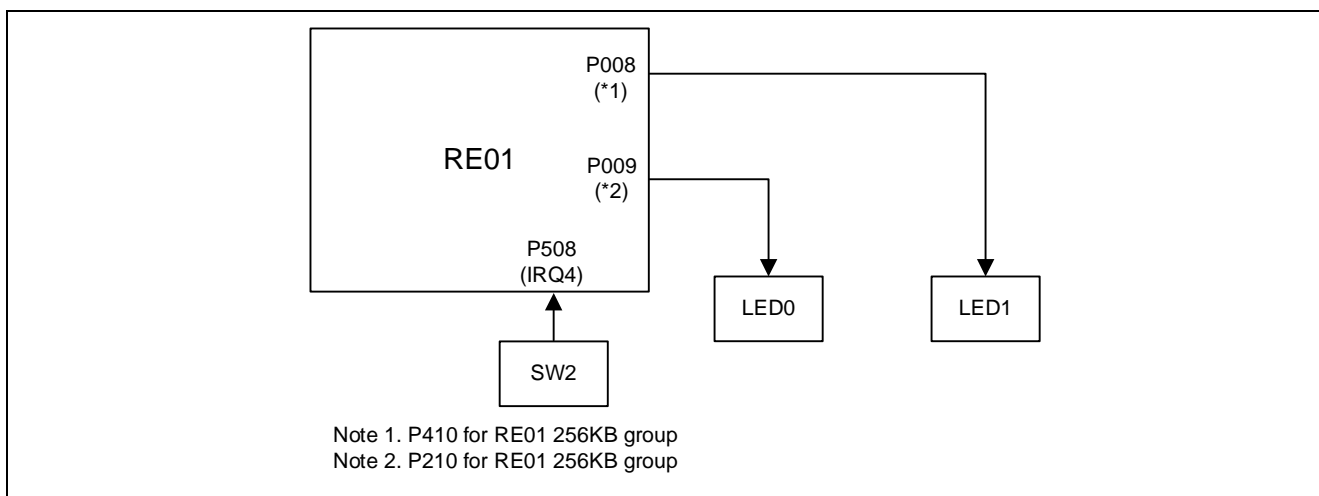 P008
(*1)
RE01
P009
(*2)
P508
(IRQ4)
LED0
LED1
SW2
Note 1. P410 for RE01 256KB group
Note 2. P210 for RE01 256KB group